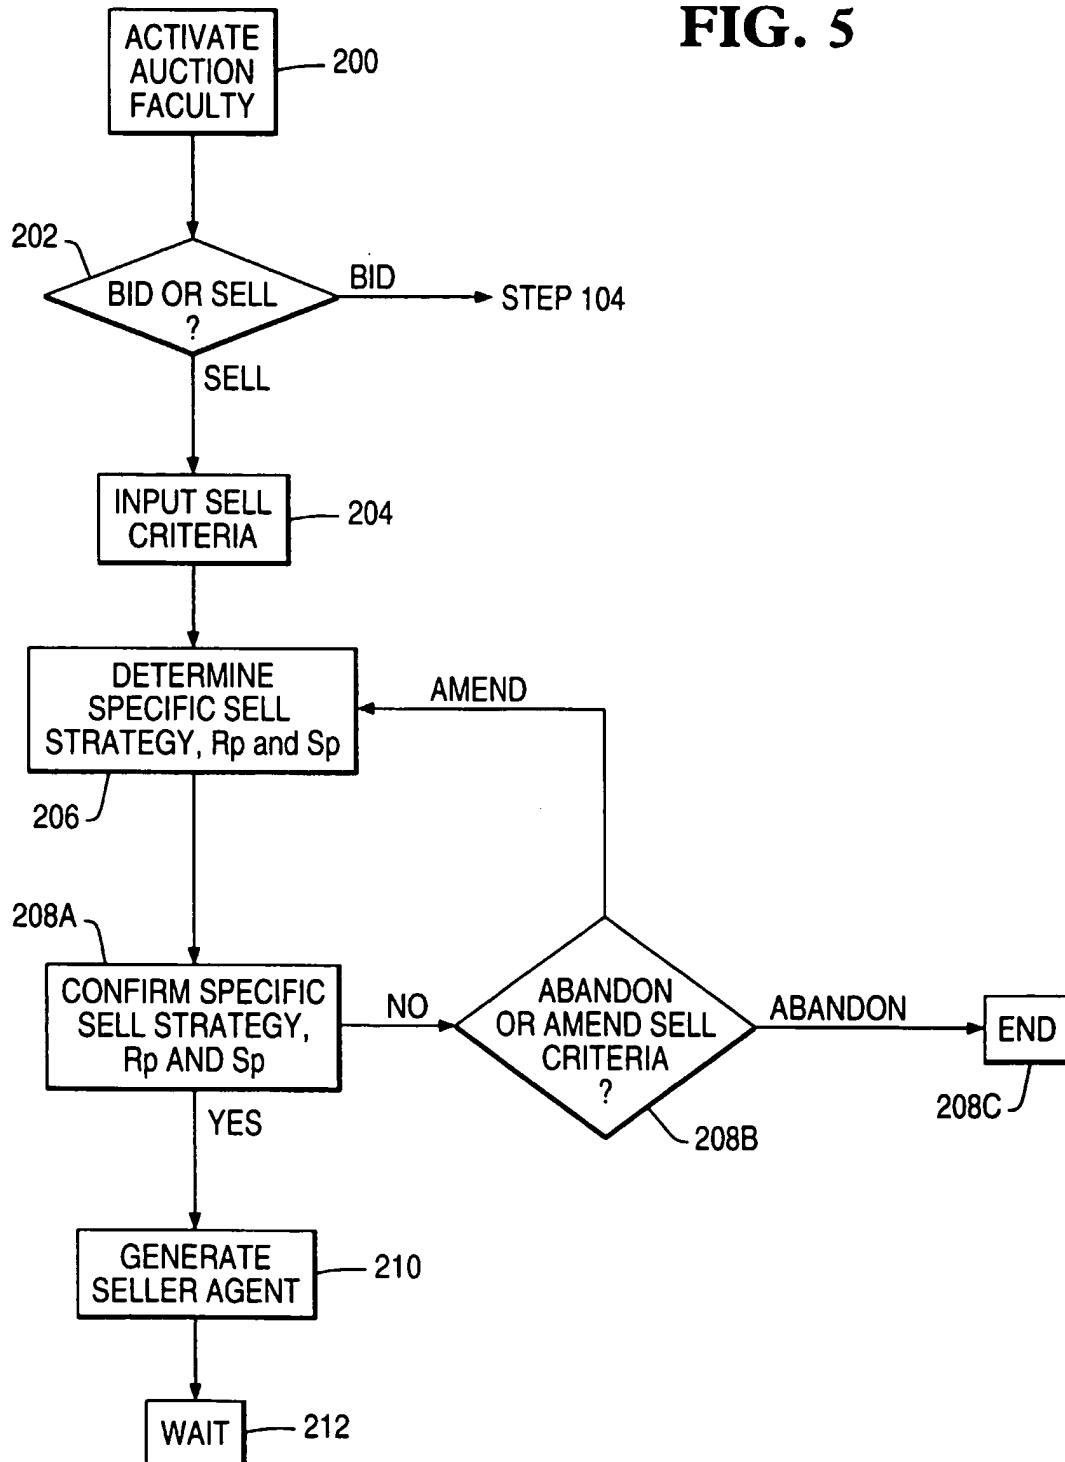 FIG. 5
ACTIVATE
AUCTION
FACULTY
200
202
BID OR SELL
?
BID
STEP 104
SELL
INPUT SELL
CRITERIA
204
DETERMINE
SPECIFIC SELL
STRATEGY, Rp and Sp
206
AMEND
208A
CONFIRM SPECIFIC
SELL STRATEGY,
Rp AND Sp
NO
ABANDON
OR AMEND SELL
CRITERIA
?
208B
ABANDON
END
208C
YES
GENERATE
SELLER AGENT
210
WAIT
212